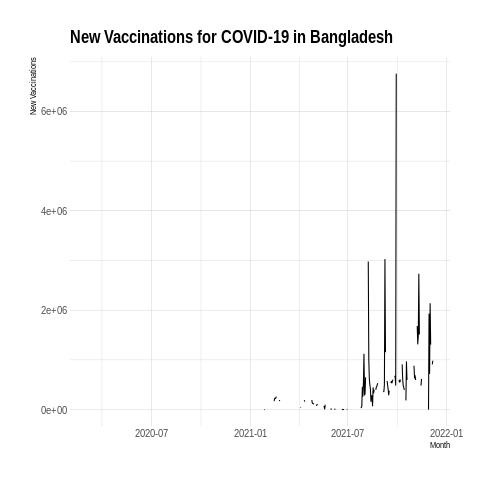 New Vaccinations for COVID-19 in Bangladesh
New Vaccinations
6e+06
4e+06
2e+06
0e+00
2020-07
2021-01
2021-07
2022-01
Month